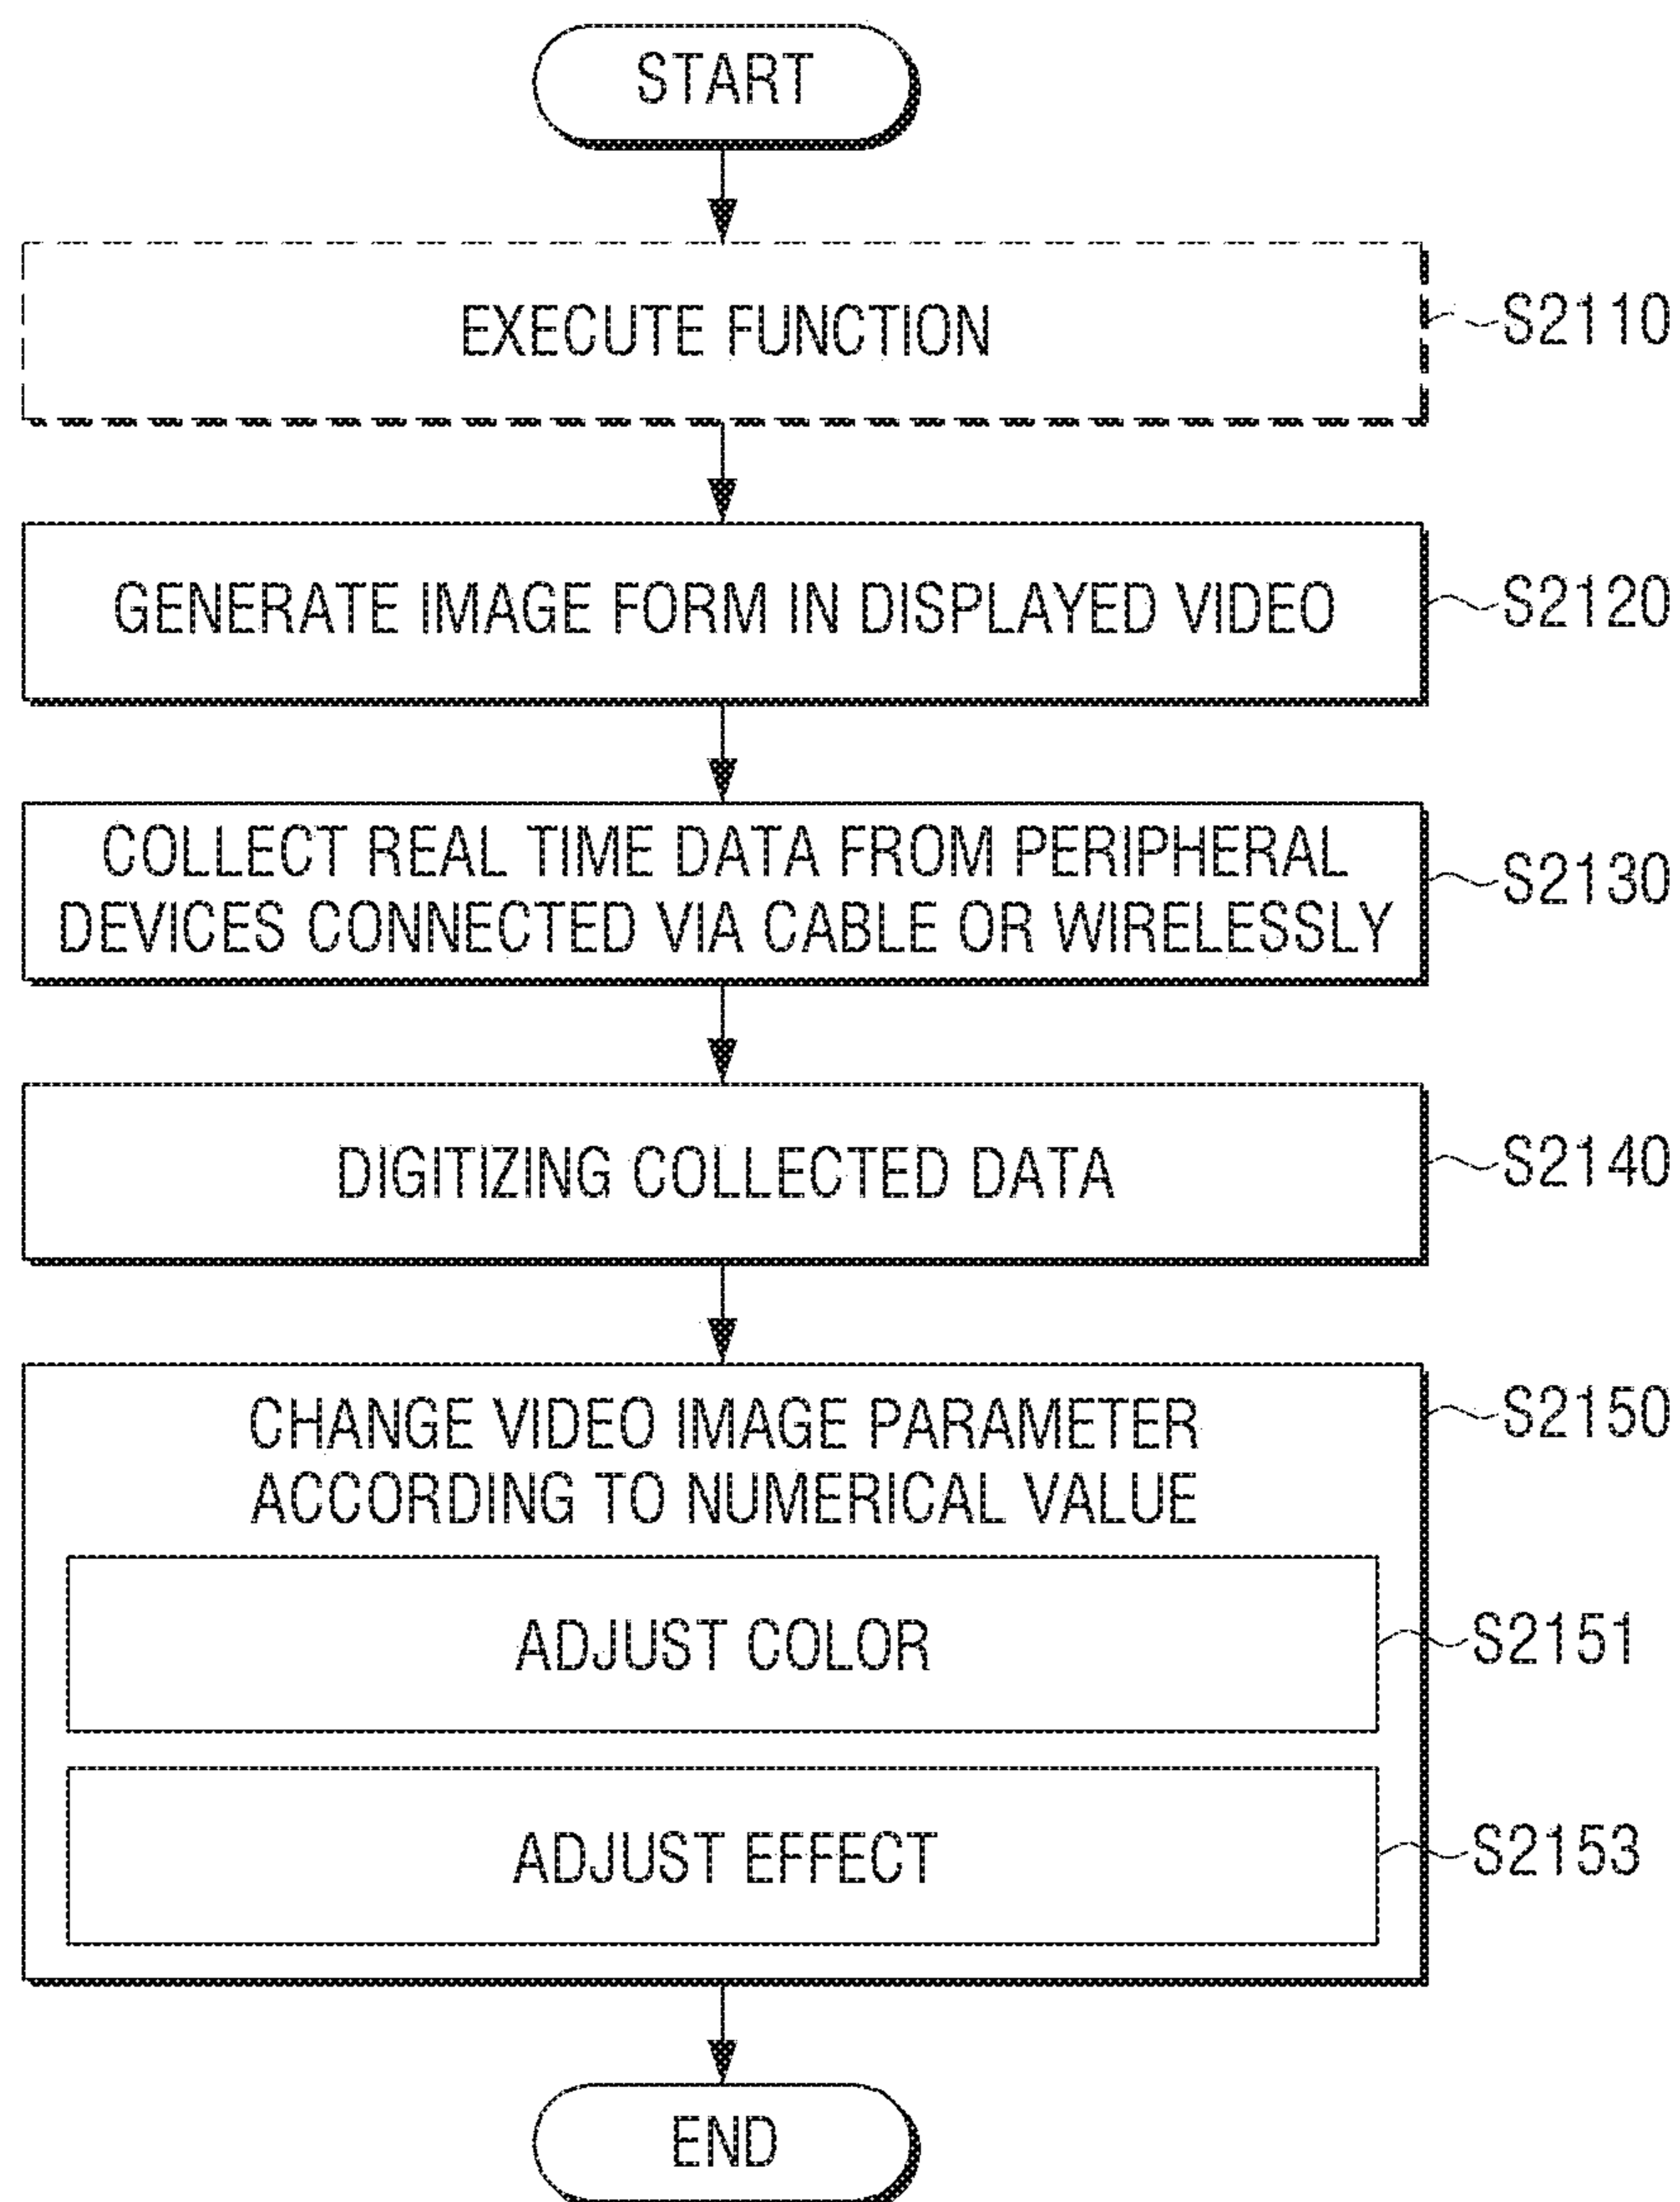 START
EXECUTE FUNCTION
S2110
GENERATE IMAGE FORM IN DISPLAYED VIDEO
S2120
COLLECT REAL TIME DATA FROM PERIPHERAL
DEVICES CONNECTED VIA CABLE OR WIRELESSLY
S2130
DIGITIZING COLLECTED DATA
S2140
CHANGE VIDEO IMAGE PARAMETER
ACCORDING TO NUMERICAL VALUE
S2150
ADJUST COLOR
S2151
ADJUST EFFECT
S2153
END